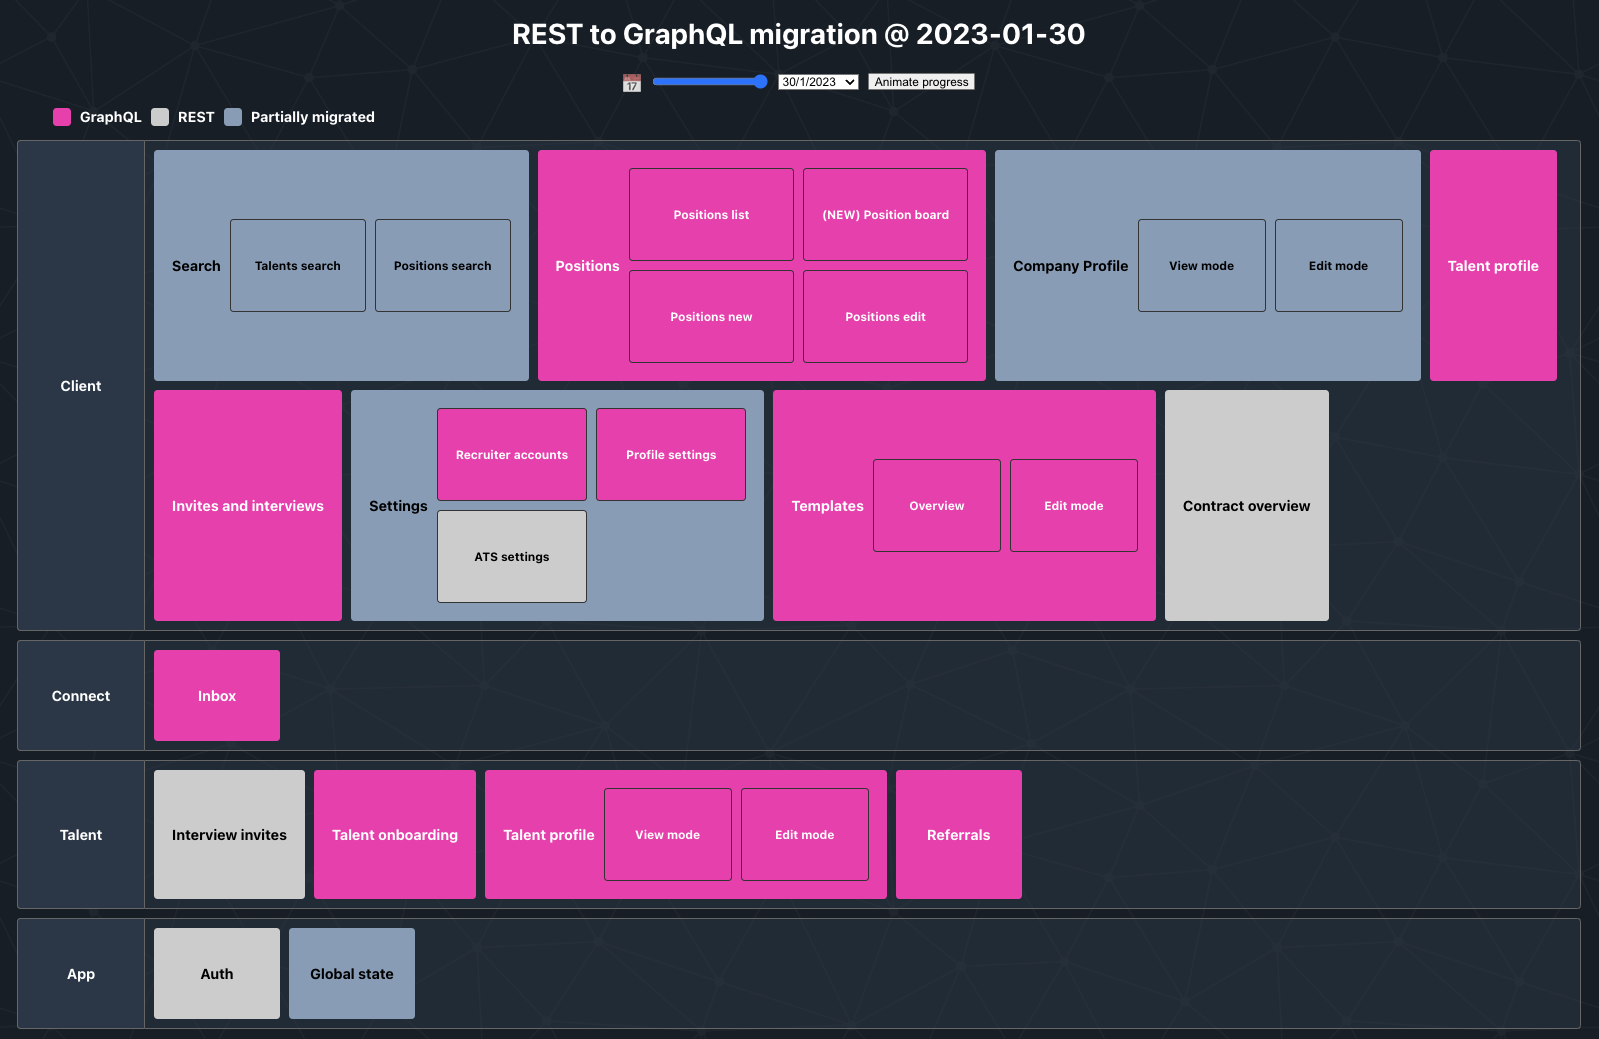 REST to GraphQL migration @ 2023-01-30
17
30/1/2023
Animate progress
GraphQL
REST
Partially migrated
Client
Search
Talents search
Positions search
Positions
Positions list
(NEW) Position board
Positions new
Positions edit
Company Profile
View mode
Edit mode
Talent profile
Invites and interviews
Settings
Recruiter accounts
Profile settings
ATS settings
Templates
Overview
Edit mode
Contract overview
Connect
Inbox
Talent
Interview invites
Talent onboarding
Talent profile
View mode
Edit mode
Referrals
App
Auth
Global state